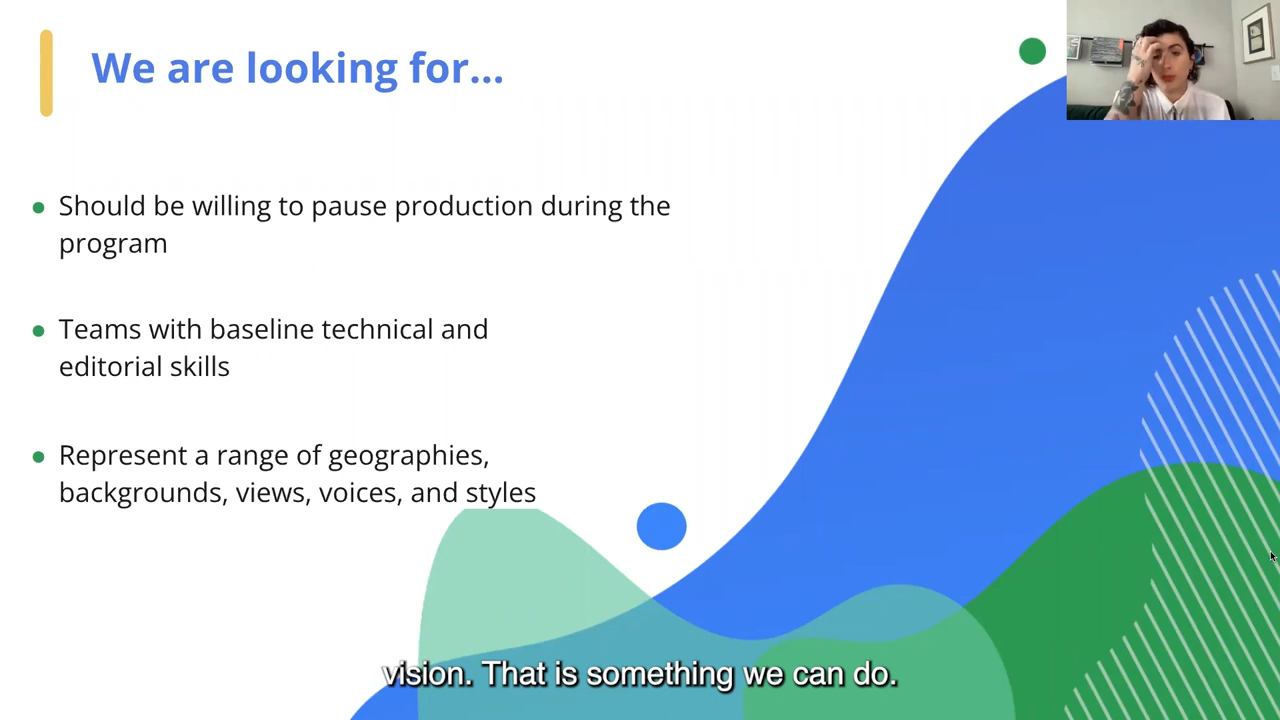 We are looking for...
Should be willing to pause production during the
program
Teams with baseline technical and
editorial skills
Represent a range of geographies,
backgrounds, views, voices, and styles
vision. That is something we can do.